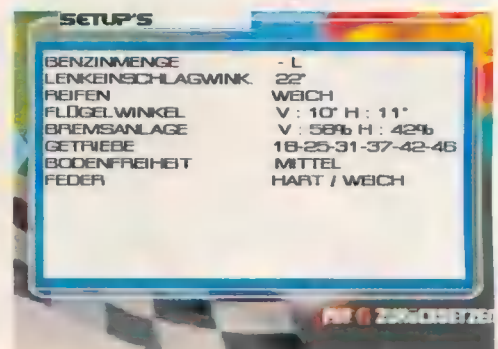 SETUP'S
BENZINMENGE - L
LENKEINSCHLAGWINK. 22°
REIFEN WEICH
FLÜGELWINKEL V : 10° H : 11°
BREMSANLAGE V : 58% H : 42%
GETRIEBE 18-25-31-37-42-46
BODENFREIHEIT MITTEL
FEDER HART / WEICH